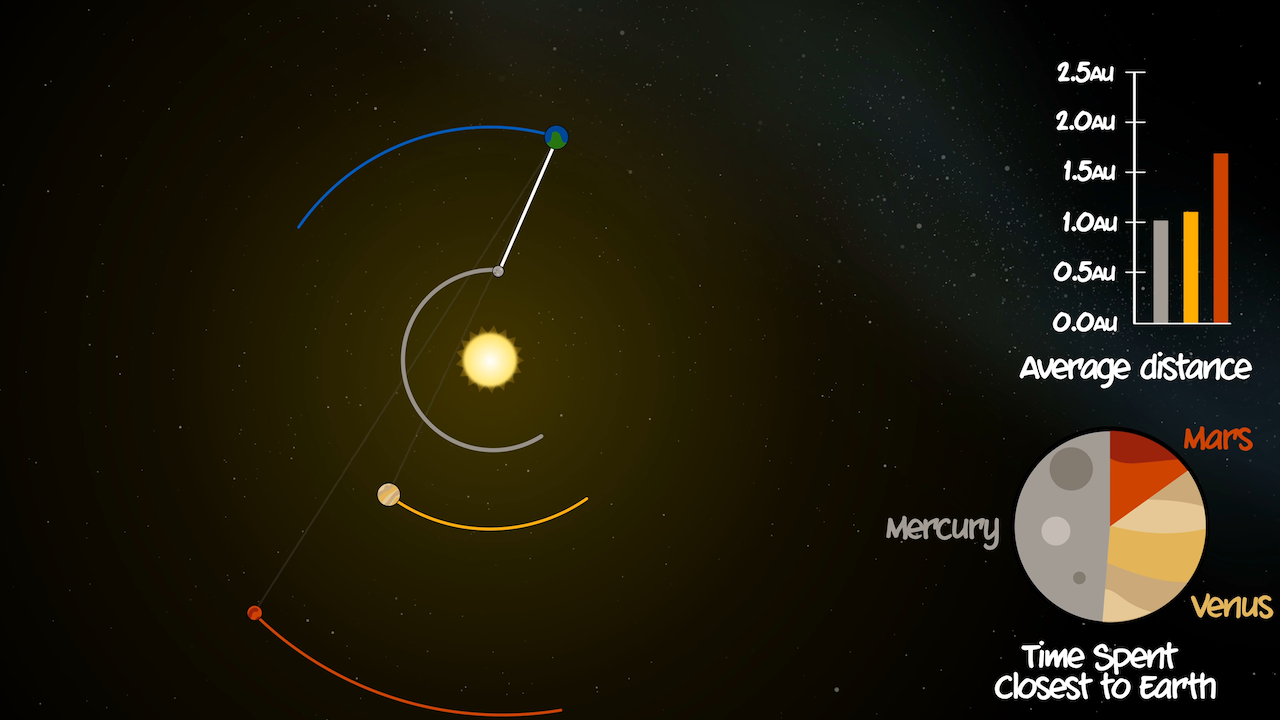 2.5AU
2.0AU
1.5AU
1.0AU
0.5AU
0.0AU
Average distance
Mars
Mercury
Venus
Time Spent
Closest to Earth